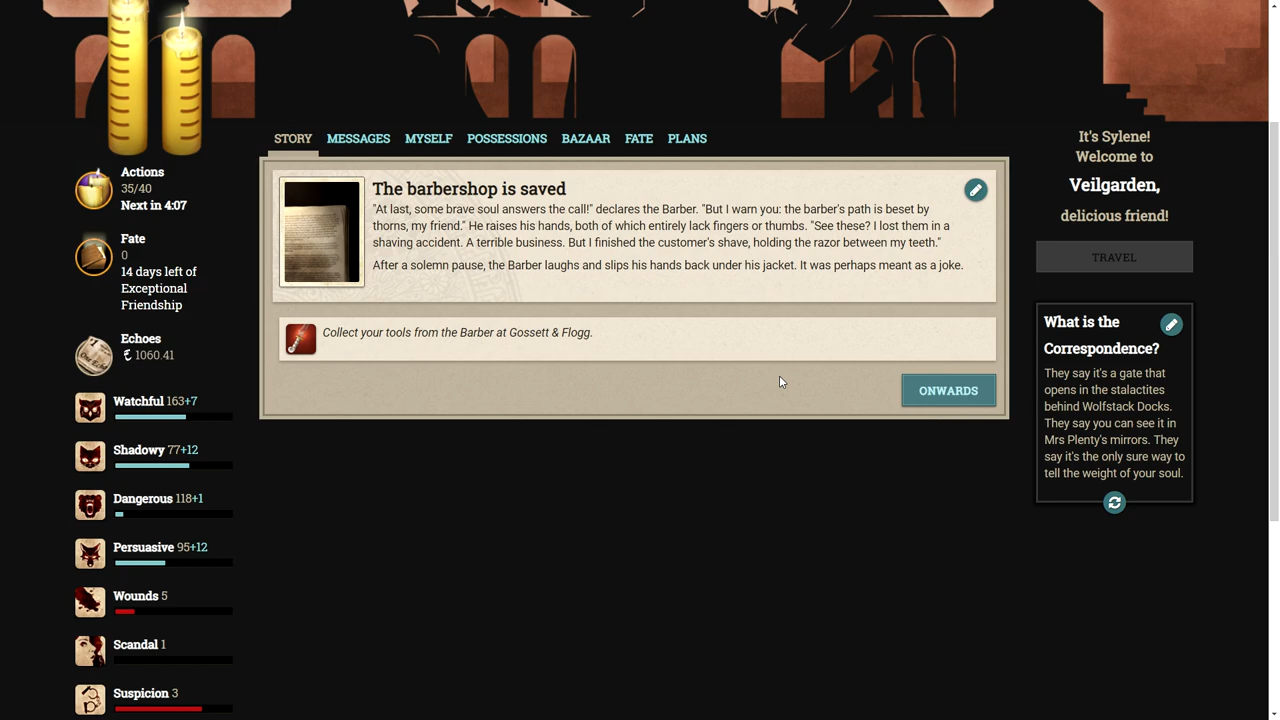 STORY MESSAGES MYSELF POSSESSIONS BAZAAR FATE PLANS
Actions
35/40
Next in 4:07
Fate
0
14 days left of
Exceptional
Friendship
Echoes
1060.41
Watchful 163+7
Shadowy 77+12
Dangerous 118+1
Persuasive 95+12
Wounds 5
Scandal 1
Suspicion 3
The barbershop is saved
"At last, some brave soul answers the call!" declares the Barber. "But I warn you: the barber's path is beset by
thorns, my friend." He raises his hands, both of which entirely lack fingers or thumbs. "See these? I lost them in a
shaving accident. A terrible business. But I finished the customer's shave, holding the razor between my teeth."
After a solemn pause, the Barber laughs and slips his hands back under his jacket. It was perhaps meant as a joke.
Collect your tools from the Barber at Gossett & Flogg.
ONWARDS
It's Sylene!
Welcome to
Veilgarden,
delicious friend!
TRAVEL
What is the
Correspondence?
They say it's a gate that
opens in the stalactites
behind Wolfstack Docks.
They say you can see it in
Mrs Plenty's mirrors. They
say it's the only sure way to
tell the weight of your soul.